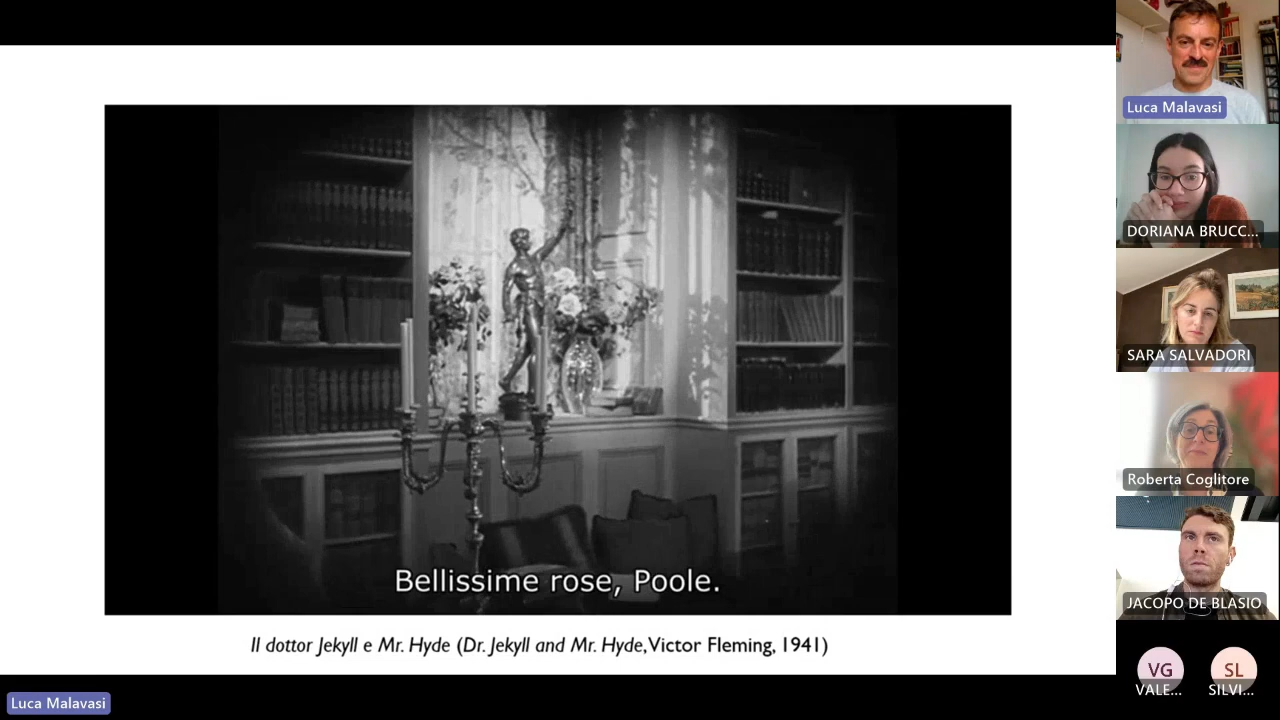 Bellissime rose, Poole.
Il dottor Jekyll e Mr. Hyde (Dr. Jekyll and Mr. Hyde, Victor Fleming, 1941)
Luca Malavasi
Luca Malavasi
DORIANA BRUCC...
SARA SALVADORI
Roberta Coglitore
JACOPO DE BLASIO
VG
SL
VALE...
SILVI...